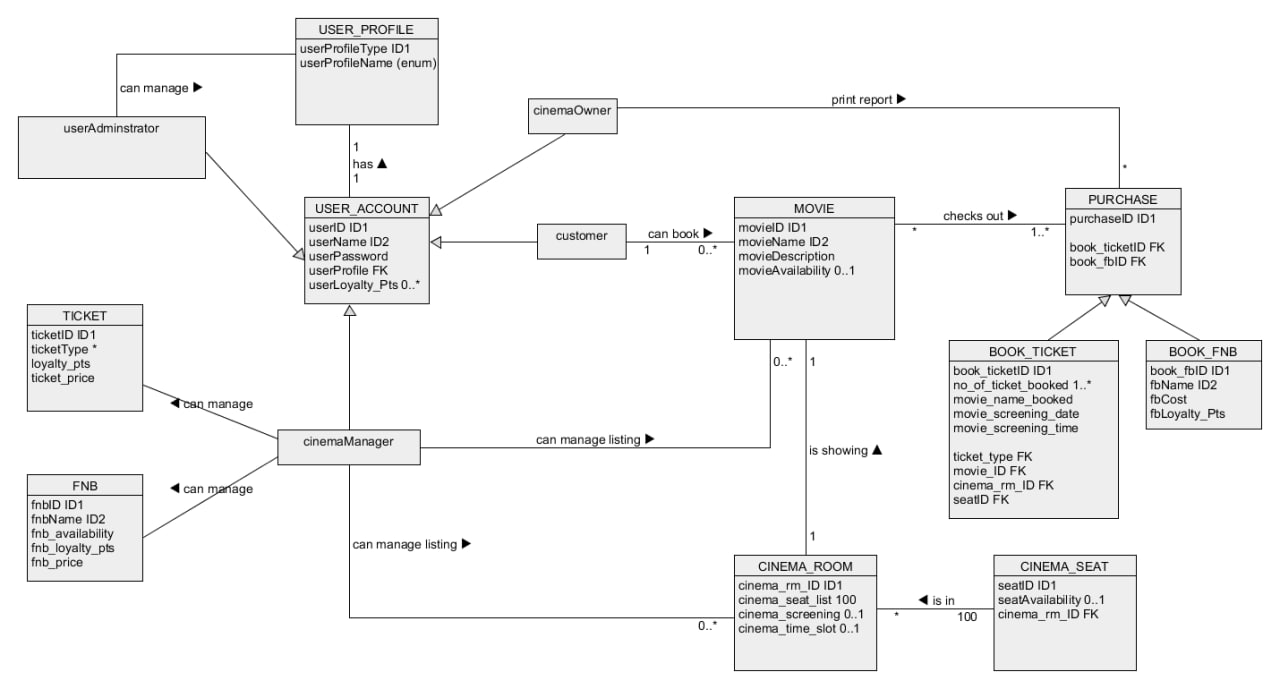 USER_PROFILE
userProfileType ID1
userProfileName (enum)
can manage ▶
userAdminstrator
1
has ▲
1
cinemaOwner
print report ▶
*
USER_ACCOUNT
userID ID1
userName ID2
userPassword
userProfile FK
userLoyalty_Pts 0..*
customer
can book ▶
1
0..*
MOVIE
movieID ID1
movieName ID2
movieDescription
movieAvailability 0..1
checks out ▶
*
1..*
PURCHASE
purchaseID ID1
book_ticketID FK
book_fbID FK
TICKET
ticketID ID1
ticketType *
loyalty_pts
ticket_price
◀ can manage
cinemaManager
can manage listing ▶
0..*
1
is showing ▲
1
BOOK_TICKET
book_ticketID ID1
no_of_ticket_booked 1..*
movie_name_booked
movie_screening_date
movie_screening_time
ticket_type FK
movie_ID FK
cinema_rm_ID FK
seatID FK
BOOK_FNB
book_fbID ID1
fbName ID2
fbCost
fbLoyalty_Pts
FNB
fnbID ID1
fnbName ID2
fnb_availability
fnb_loyalty_pts
fnb_price
◀ can manage
can manage listing ▶
0..*
CINEMA_ROOM
cinema_rm_ID ID1
cinema_seat_list 100
cinema_screening 0..1
cinema_time_slot 0..1
◀ is in
*
100
CINEMA_SEAT
seatID ID1
seatAvailability 0..1
cinema_rm_ID FK